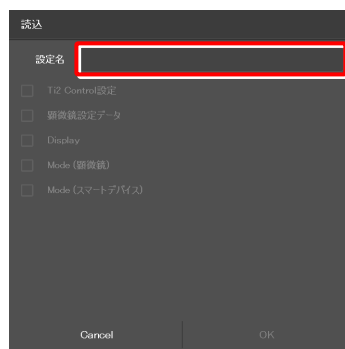 読込
設定名
Ti2 Control設定
顕微鏡設定データ
Display
Mode (顕微鏡)
Mode (スマートデバイス)
Cancel OK